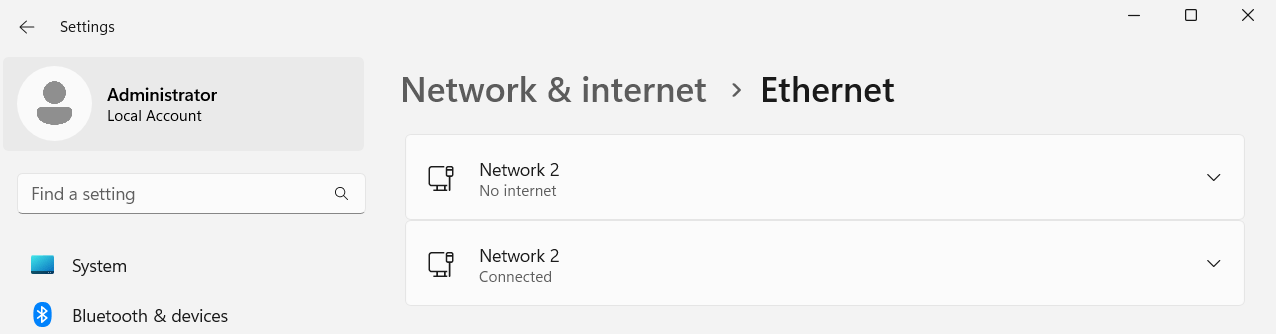 Settings
Administrator
Local Account
Find a setting
System
Bluetooth & devices
Network & internet > Ethernet
Network 2
No internet
Network 2
Connected